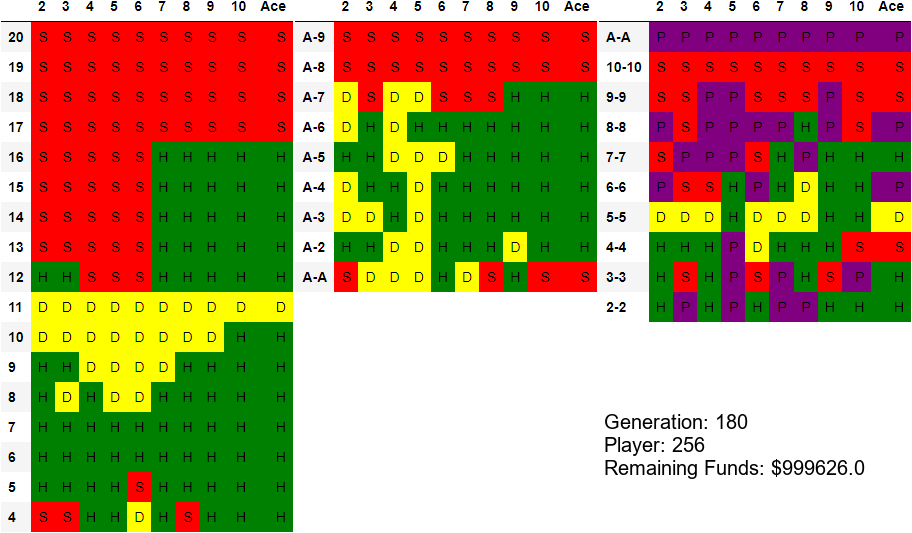 2 3 4 5 6 7 8 9 10 Ace
20 S S S S S S S S S S
19 S S S S S S S S S S
18 S S S S S S S S S S
17 S S S S S S S S S S
16 S S S S S H H H H H
15 S S S S S H H H H H
14 S S S S S H H H H H
13 S S S S S H H H H H
12 H H S S S H H H H H
11 D D D D D D D D D D
10 D D D D D D D D H H
9 H H D D D D H H H H
8 H D H D D H H H H H
7 H H H H H H H H H H
6 H H H H H H H H H H
5 H H H H S H H H H H
4 S S H H D H S H H H
2 3 4 5 6 7 8 9 10 Ace
A-9 S S S S S S S S S S
A-8 S S S S S S S S S S
A-7 D S D D S S S H H H
A-6 D H D H H H H H H H
A-5 H H D D D H H H H H
A-4 D H H D H H H H H H
A-3 D D H D H H H H H H
A-2 H H D D H H H D H H
A-A S D D D H D S H S S
2 3 4 5 6 7 8 9 10 Ace
A-A P P P P P P P P P P
10-10 S S S S S S S S S S
9-9 S S P P S S S P S S
8-8 P S P P P P H P S P
7-7 S P P P S H P H H H
6-6 P S S H P H D H H P
5-5 D D D H D D D H H D
4-4 H H H P D H H H S S
3-3 H S H P S P H S P H
2-2 H P H P H P P H H H
Generation: 180
Player: 256
Remaining Funds: $999626.0